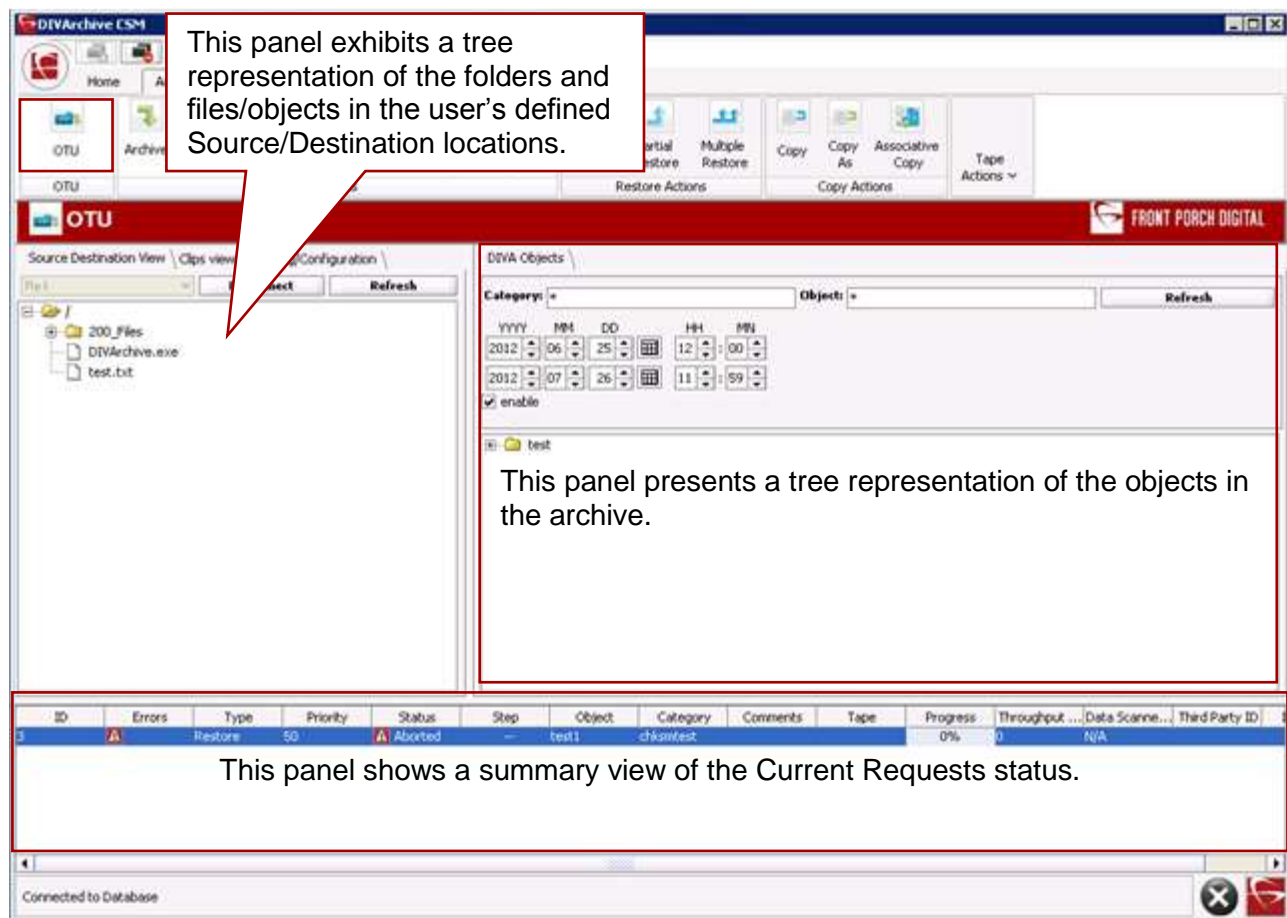 DIVArchive CSM
This panel exhibits a tree
representation of the folders and
files/objects in the user's defined
Source/Destination locations.
Home
OTU
Archive
Multiple
Restore
Copy
Copy
As
Associative
Copy
Tape
Actions
OTU
Restore Actions
Copy Actions
OTU
FRONT PORCH DIGITAL
Source Destination View
Clips view
Configuration
Refresh
200_Files
DIVArchive.exe
test.txt
DIVA Objects
Category: *
Object: *
Refresh
YYYY MM DD HH MN
2012 06 25 12 : 00
2012 07 26 11 : 59
enable
test
This panel presents a tree representation of the objects in
the archive.
ID Errors Type Priority Status Step Object Category Comments Tape Progress Throughput ... Data Scanne... Third Party ID
3 Restore 50 Aborted --- test1 chksmtest 0% 0 N/A
This panel shows a summary view of the Current Requests status.
Connected to Database